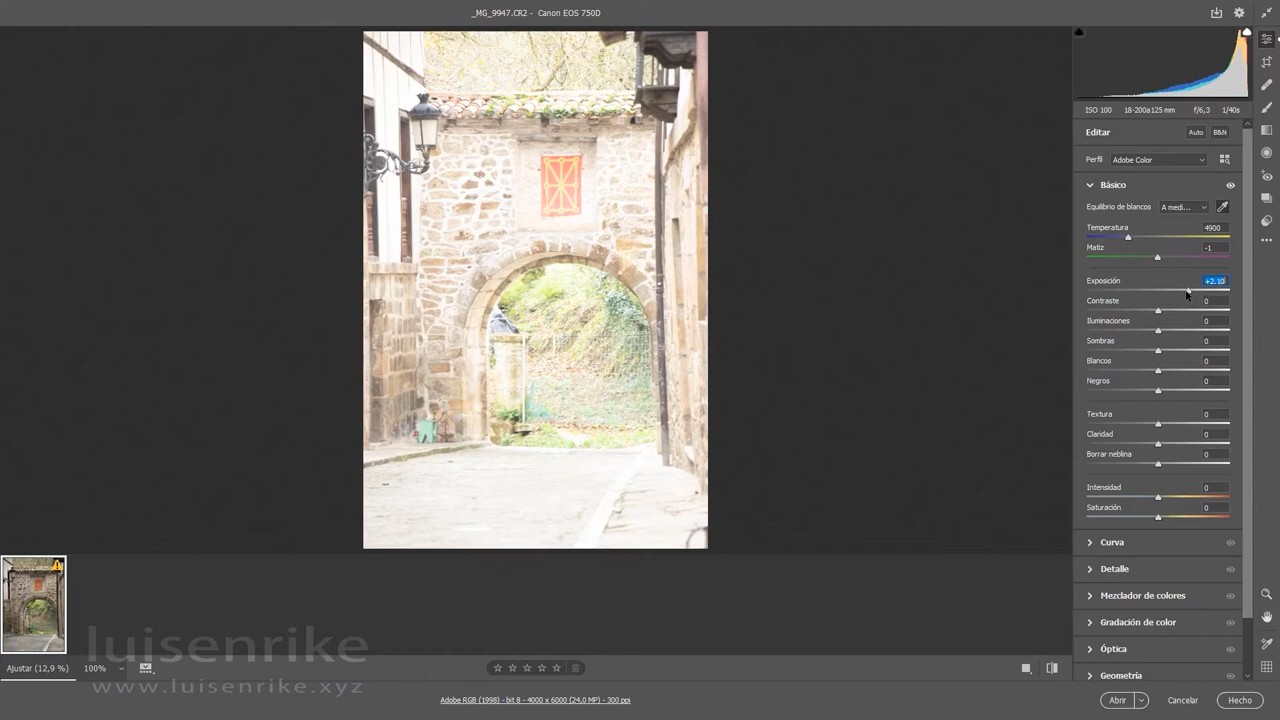 _MG_9947.CR2 - Canon EOS 750D
ISO 100 18-200a125 mm f/6,3 1/40s
Editar Auto B&N
Perfil Adobe Color
Básico
Equilibrio de blancos A medi...
Temperatura 4900
Matiz -1
Exposición +2.10
Contraste 0
Iluminaciones 0
Sombras 0
Blancos 0
Negros 0
Textura 0
Claridad 0
Borrar neblina 0
Intensidad 0
Saturación 0
Curva
Detalle
Mezclador de colores
Gradación de color
Óptica
Geometria
luisenrike
Ajustar (12,9 %) 100%
www.luisenrike.xyz
Adobe RGB (1998) - bit 8 - 4000 x 6000 (24,0 MP) - 300 ppi
Abrir Cancelar Hecho